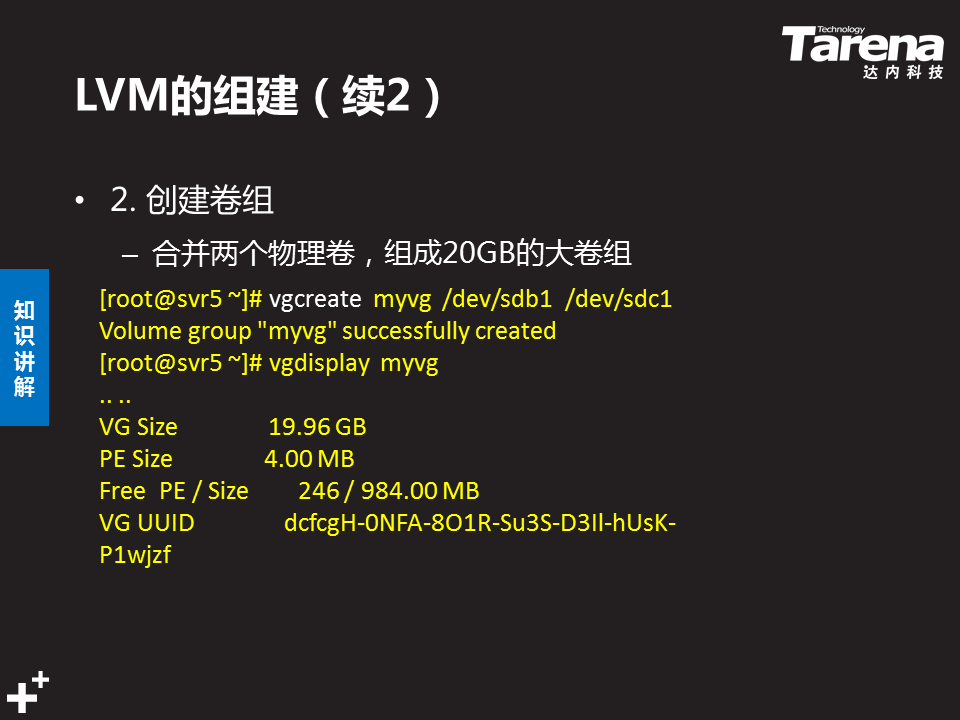 Technology
Tarena
达内科技
LVM的组建（续2）
• 2. 创建卷组
– 合并两个物理卷，组成20GB的大卷组
[root@svr5 ~]# vgcreate myvg /dev/sdb1 /dev/sdc1
Volume group "myvg" successfully created
[root@svr5 ~]# vgdisplay myvg
.. ..
VG Size 19.96 GB
PE Size 4.00 MB
Free PE / Size 246 / 984.00 MB
VG UUID dcfcgH-0NFA-8O1R-Su3S-D3Il-hUsK-
P1wjzf
知
识
讲
解